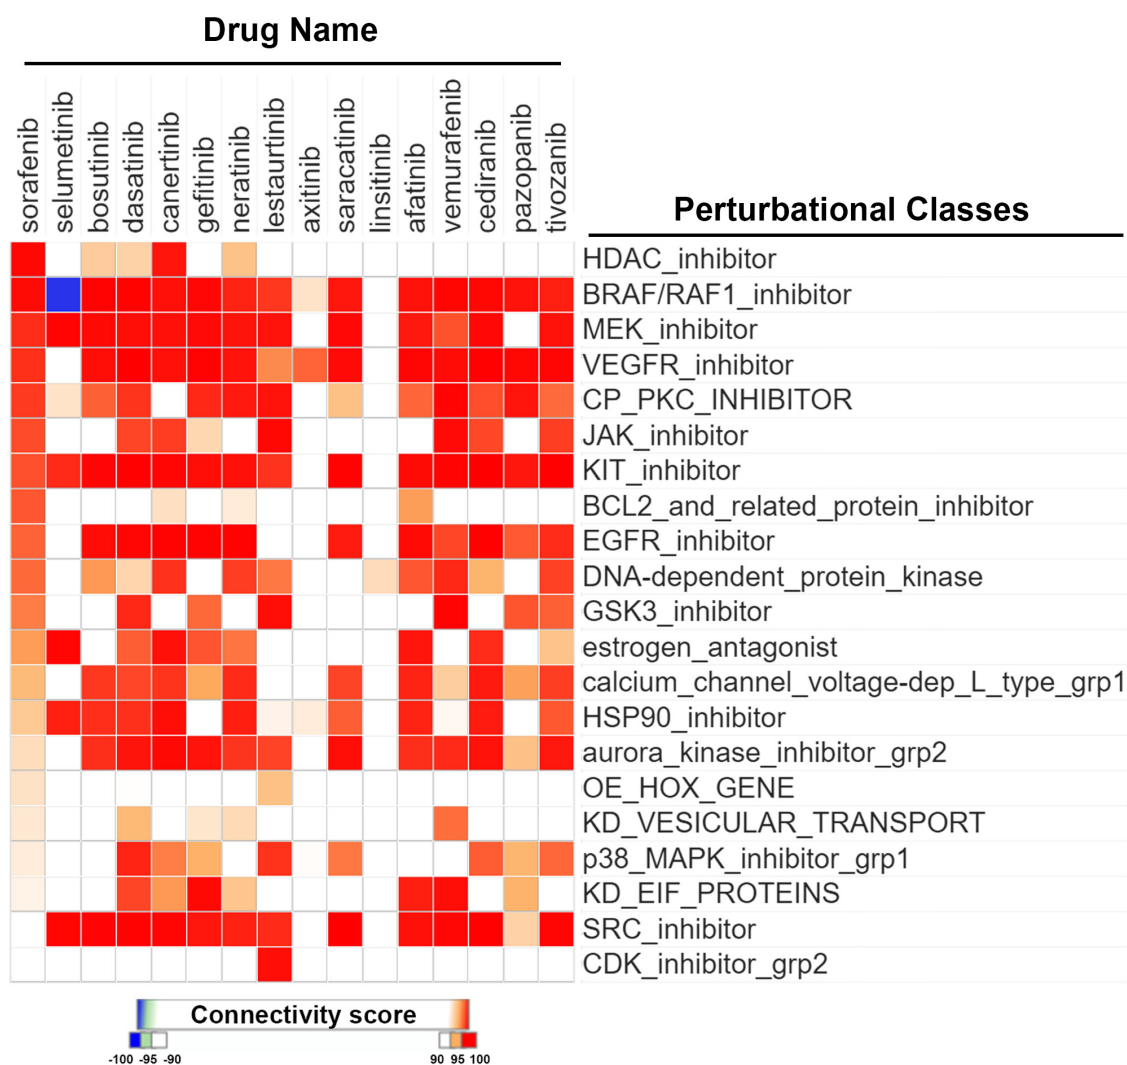 Drug Name
sorafenib
selumetinib
bosutinib
dasatinib
canertinib
gefitinib
neratinib
lestaurtinib
axitinib
saracatinib
linsitinib
afatinib
vemurafenib
cediranib
pazopanib
tivozanib
Perturbational Classes
HDAC_inhibitor
BRAF/RAF1_inhibitor
MEK_inhibitor
VEGFR_inhibitor
CP_PKC_INHIBITOR
JAK_inhibitor
KIT_inhibitor
BCL2_and_related_protein_inhibitor
EGFR_inhibitor
DNA-dependent_protein_kinase
GSK3_inhibitor
estrogen_antagonist
calcium_channel_voltage-dep_L_type_grp1
HSP90_inhibitor
aurora_kinase_inhibitor_grp2
OE_HOX_GENE
KD_VESICULAR_TRANSPORT
p38_MAPK_inhibitor_grp1
KD_EIF_PROTEINS
SRC_inhibitor
CDK_inhibitor_grp2
Connectivity score
-100 -95 -90 90 95 100